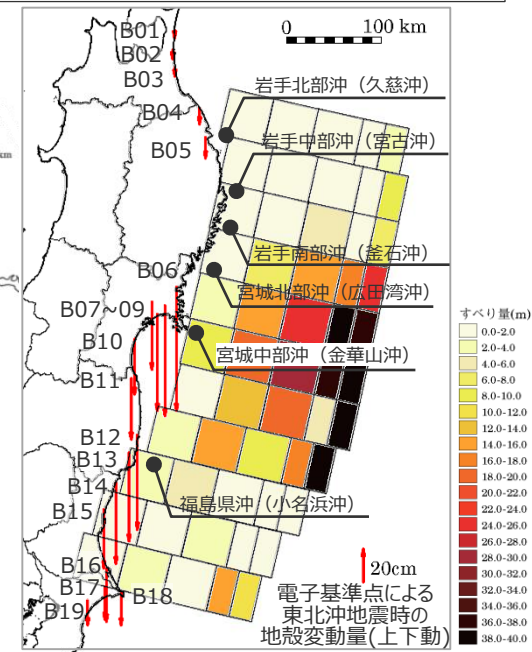 0 100 km
B01
B02
B03
B04
B05
B06
B07~09
B10
B11
B12
B13
B14
B15
B16
B17
B18
B19
岩手北部沖（久慈沖）
岩手中部沖（宮古沖）
岩手南部沖（釜石沖）
宮城北部沖（広田湾沖）
宮城中部沖（金華山沖）
福島県沖（小名浜沖）
20cm
電子基準点による
東北沖地震時の
地殻変動量(上下動)
すべり量(m)
0.0-2.0
2.0-4.0
4.0-6.0
6.0-8.0
8.0-10.0
10.0-12.0
12.0-14.0
14.0-16.0
16.0-18.0
18.0-20.0
20.0-22.0
22.0-24.0
24.0-26.0
26.0-28.0
28.0-30.0
30.0-32.0
32.0-34.0
34.0-36.0
36.0-38.0
38.0-40.0
km